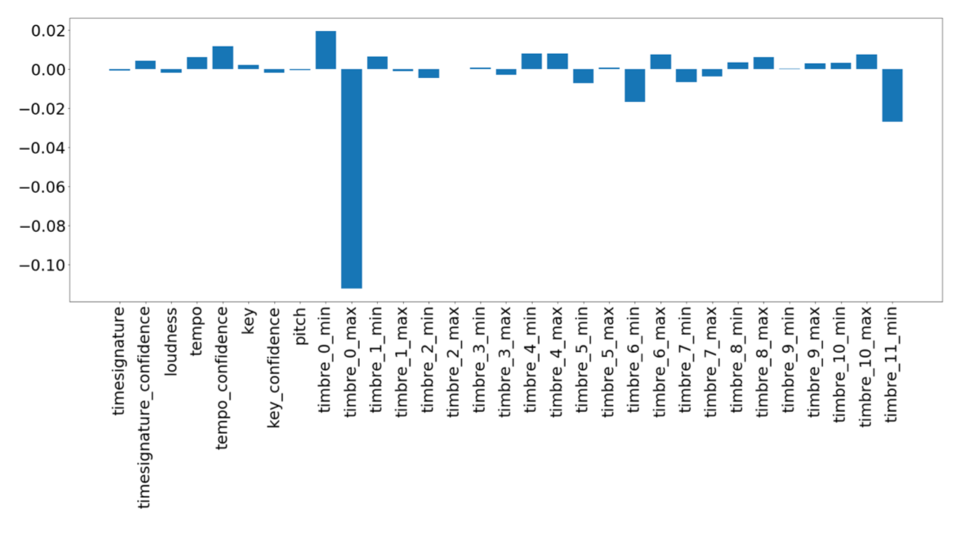 0.02
0.00
−0.02
−0.04
−0.06
−0.08
−0.10
timesignature
timesignature_confidence
loudness
tempo
tempo_confidence
key
key_confidence
pitch
timbre_0_min
timbre_0_max
timbre_1_min
timbre_1_max
timbre_2_min
timbre_2_max
timbre_3_min
timbre_3_max
timbre_4_min
timbre_4_max
timbre_5_min
timbre_5_max
timbre_6_min
timbre_6_max
timbre_7_min
timbre_7_max
timbre_8_min
timbre_8_max
timbre_9_min
timbre_9_max
timbre_10_min
timbre_10_max
timbre_11_min